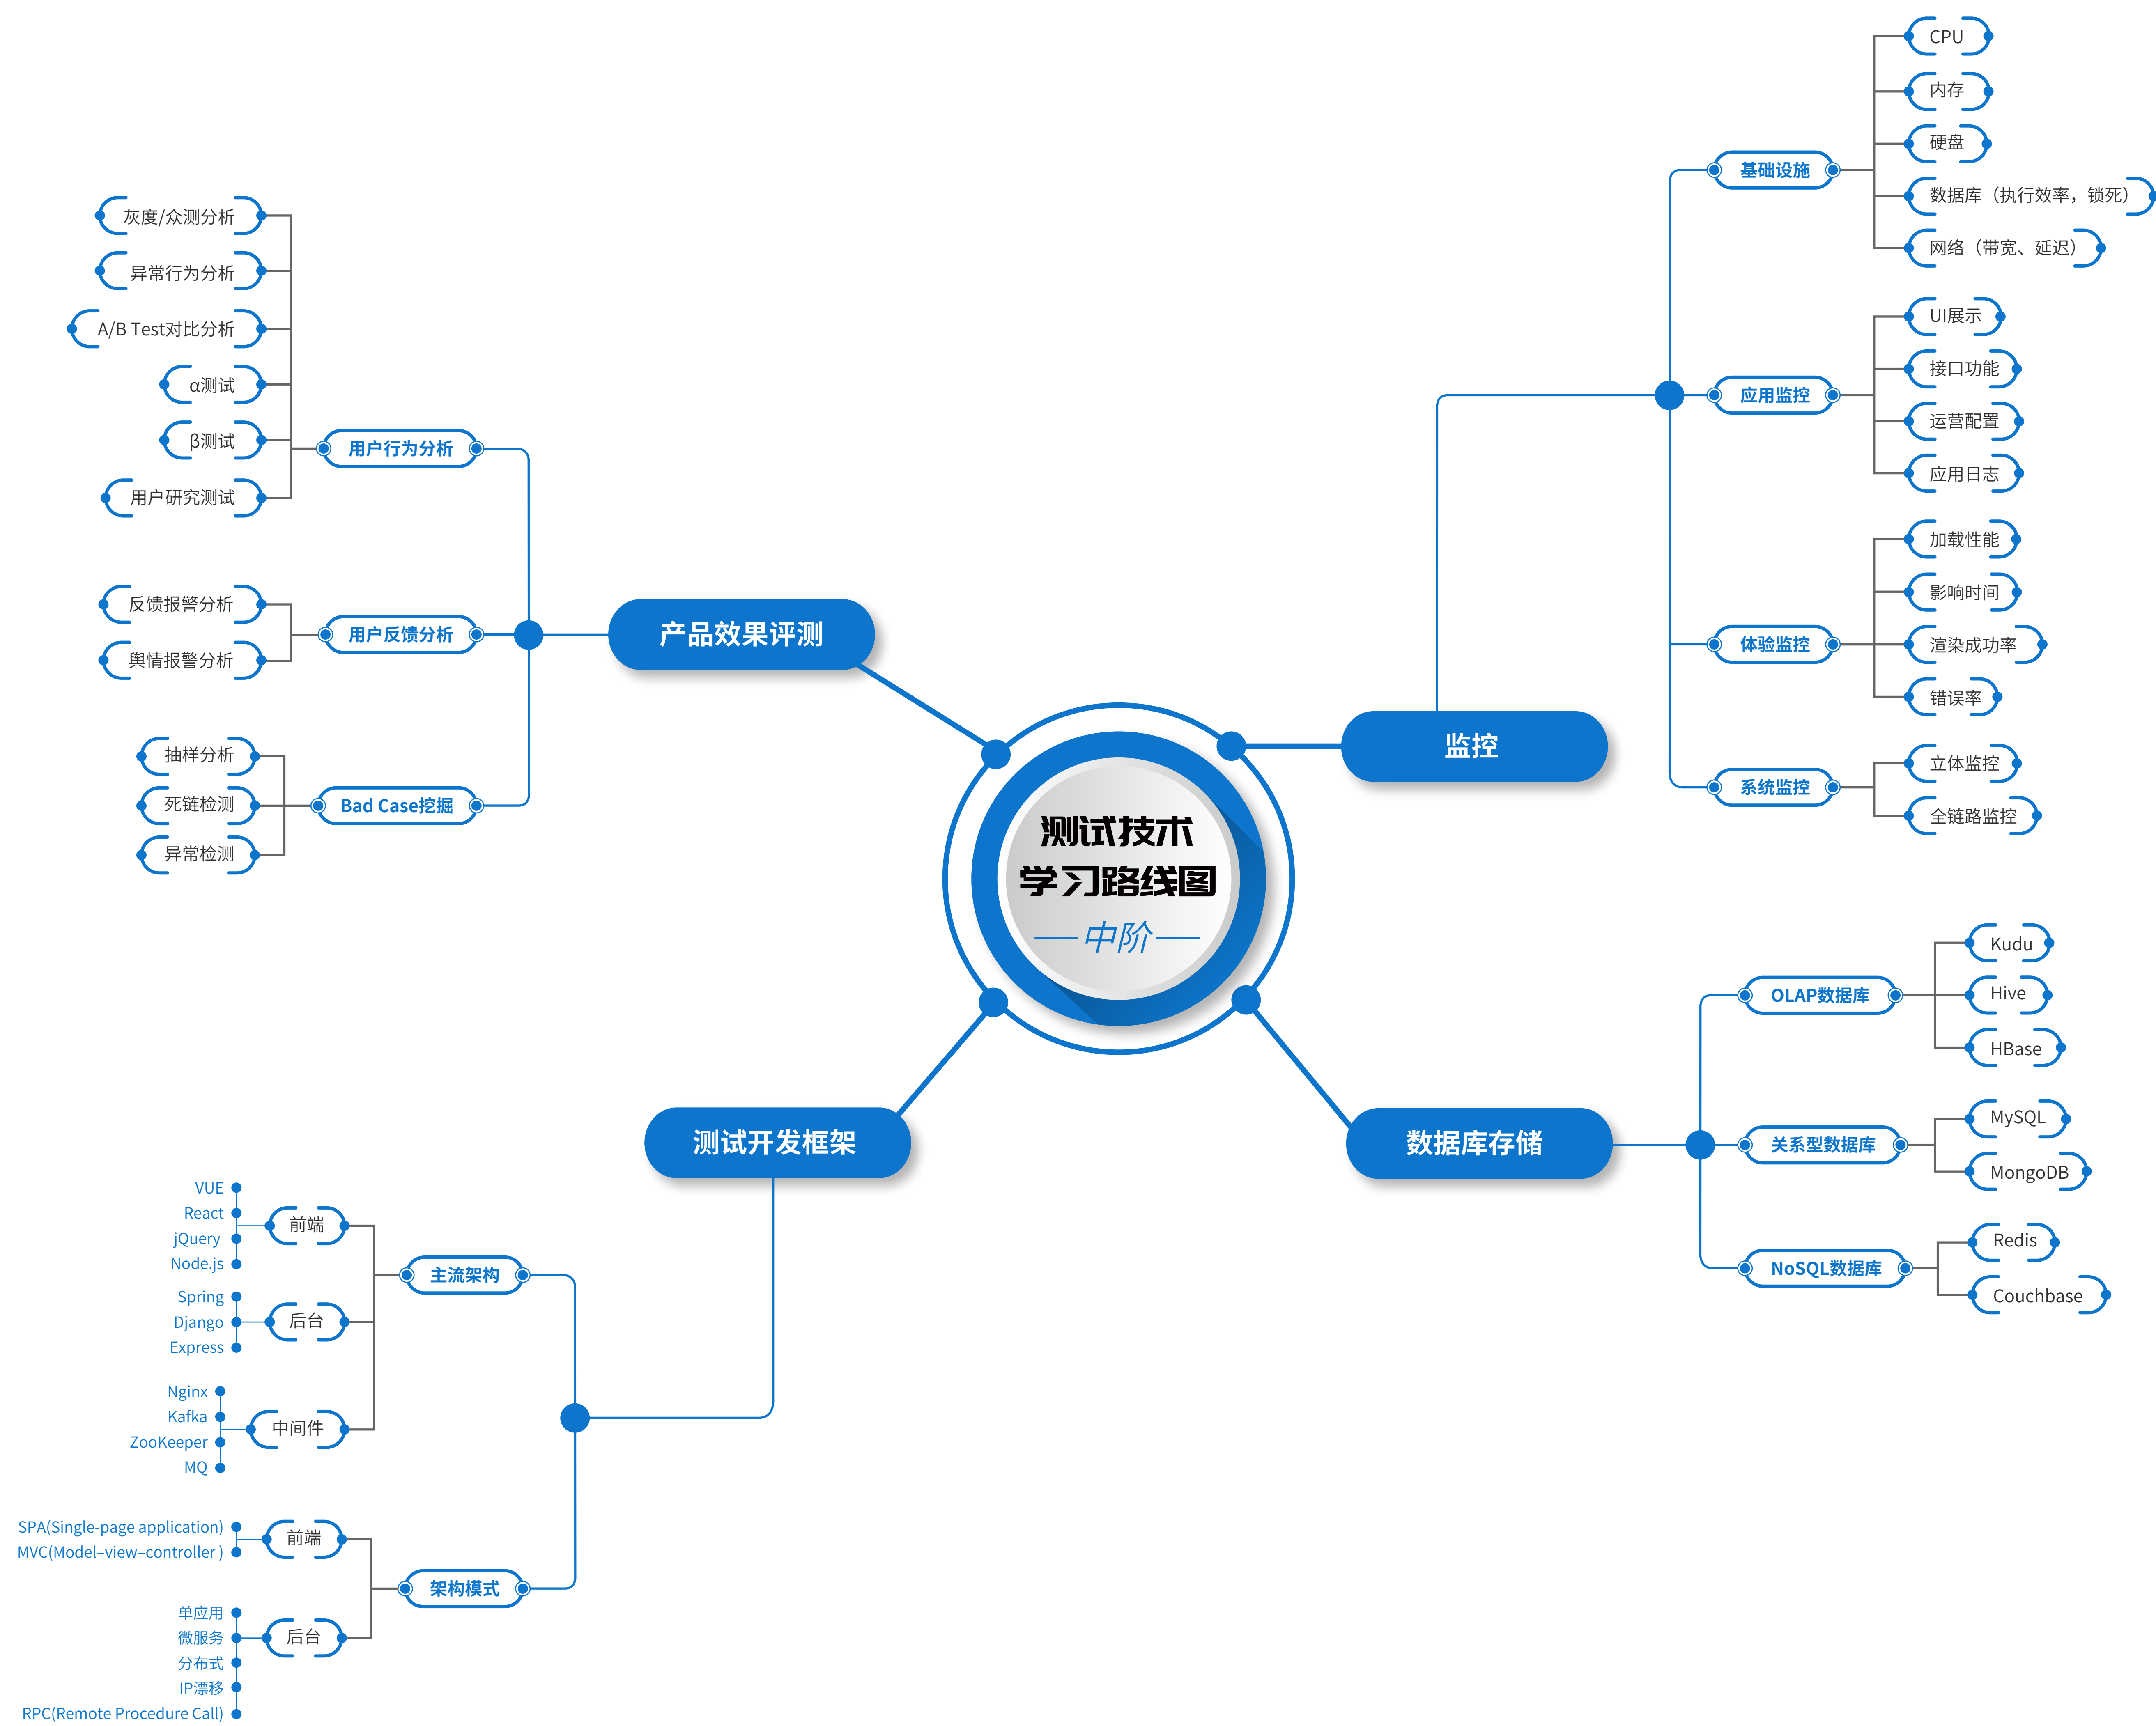 测试技术
学习路线图
中阶
产品效果评测
用户行为分析
灰度/众测分析
异常行为分析
A/B Test对比分析
α测试
β测试
用户研究测试
用户反馈分析
反馈报警分析
舆情报警分析
Bad Case挖掘
抽样分析
死链检测
异常检测
监控
基础设施
CPU
内存
硬盘
数据库（执行效率，锁死）
网络（带宽、延迟）
应用监控
UI展示
接口功能
运营配置
应用日志
体验监控
加载性能
影响时间
渲染成功率
错误率
系统监控
立体监控
全链路监控
测试开发框架
主流架构
前端
VUE
React
jQuery
Node.js
后台
Spring
Django
Express
中间件
Nginx
Kafka
ZooKeeper
MQ
架构模式
前端
SPA(Single-page application)
MVC(Model–view–controller )
后台
单应用
微服务
分布式
IP漂移
RPC(Remote Procedure Call)
数据库存储
OLAP数据库
Kudu
Hive
HBase
关系型数据库
MySQL
MongoDB
NoSQL数据库
Redis
Couchbase